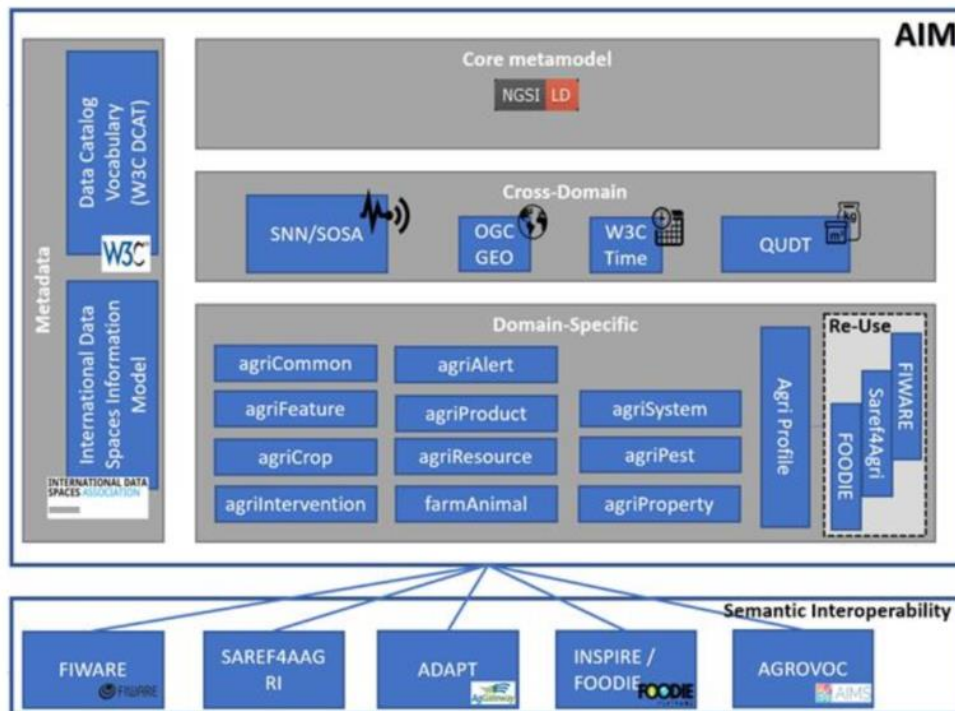 AIM
Metadata
Data Catalog
Vocabulary
(W3C DCAT)
W3C
International Data
Spaces Information
Model
INTERNATIONAL DATA
SPACES ASSOCIATION
Core metamodel
NGSI LD
Cross-Domain
SNN/SOSA
OGC
GEO
W3C
Time
QUDT
kg
m³
Domain-Specific
agriCommon
agriFeature
agriCrop
agriIntervention
agriAlert
agriProduct
agriResource
farmAnimal
agriSystem
agriPest
agriProperty
Agri Profile
Re-Use
FOODIE
Saref4Agri
FIWARE
Semantic Interoperability
FIWARE
FIWARE
SAREF4AAG
RI
ADAPT
AgGateway
INSPIRE /
FOODIE
FOODIE
AGROVOC
AIMS